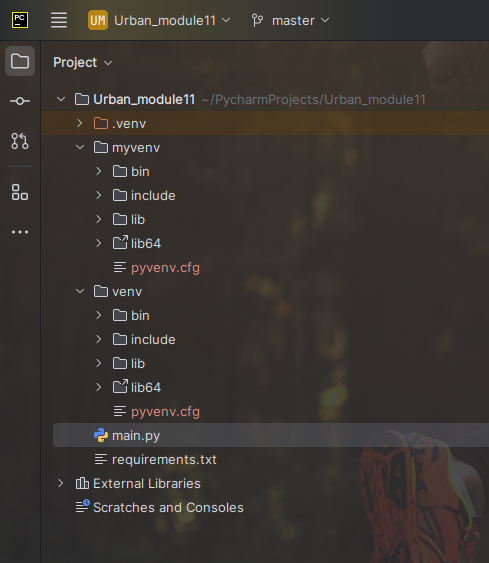 PC
UM Urban_module11 master
Project
Urban_module11 ~/PycharmProjects/Urban_module11
.venv
myvenv
bin
include
lib
lib64
pyvenv.cfg
venv
bin
include
lib
lib64
pyvenv.cfg
main.py
requirements.txt
External Libraries
Scratches and Consoles